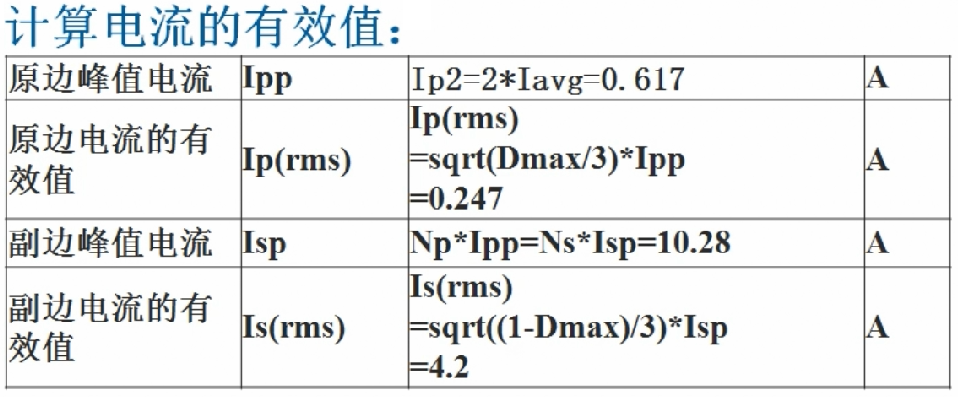 计算电流的有效值：
原边峰值电流 Ipp Ip2=2*Iavg=0.617 A
原边电流的有效值 Ip(rms) Ip(rms)
=sqrt(Dmax/3)*Ipp
=0.247 A
副边峰值电流 Isp Np*Ipp=Ns*Isp=10.28 A
副边电流的有效值 Is(rms) Is(rms)
=sqrt((1-Dmax)/3)*Isp
=4.2 A